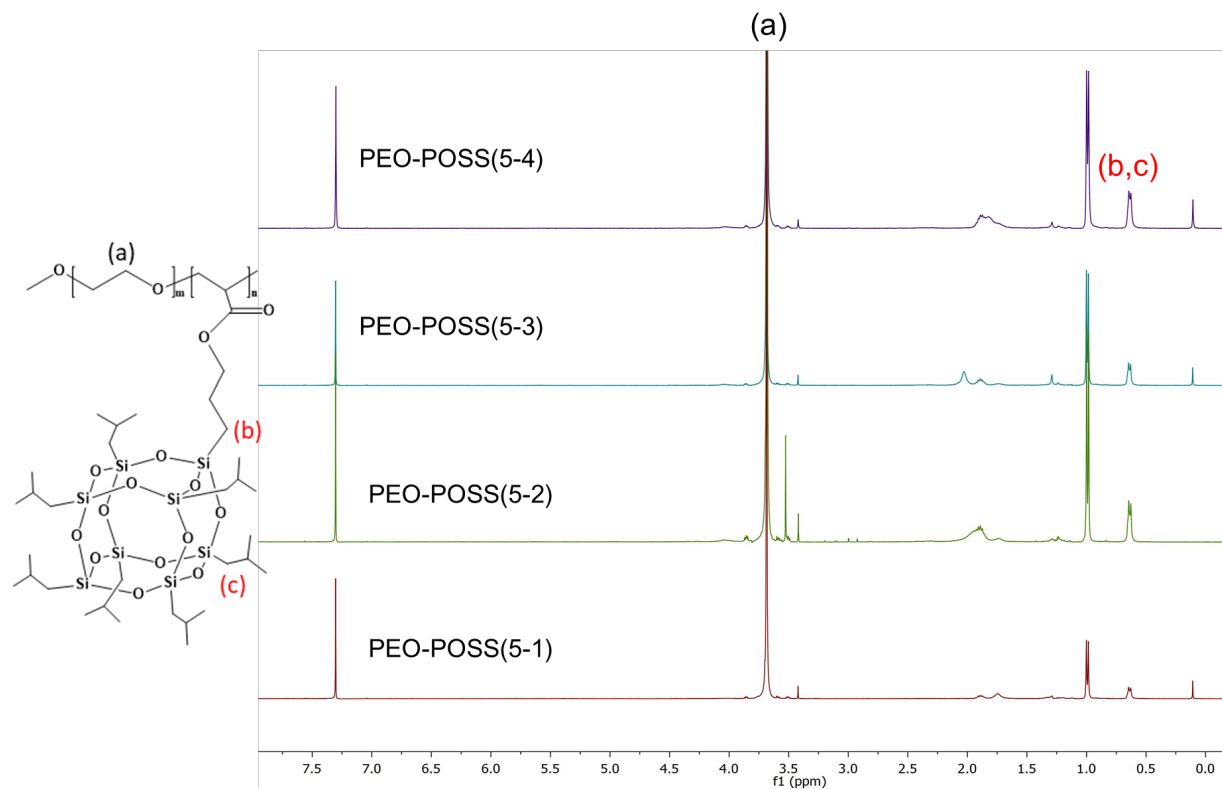 (a)
PEO-POSS(5-4)
(b,c)
PEO-POSS(5-3)
PEO-POSS(5-2)
PEO-POSS(5-1)
(a)
O
O
m
n
O
O
(b)
Si
O
Si
O
O
O
Si
O
Si
O
O
O
O
Si
O
Si
O
Si
O
Si
O
(c)
7.5 7.0 6.5 6.0 5.5 5.0 4.5 4.0 3.5 3.0 2.5 2.0 1.5 1.0 0.5 0.0
f1 (ppm)